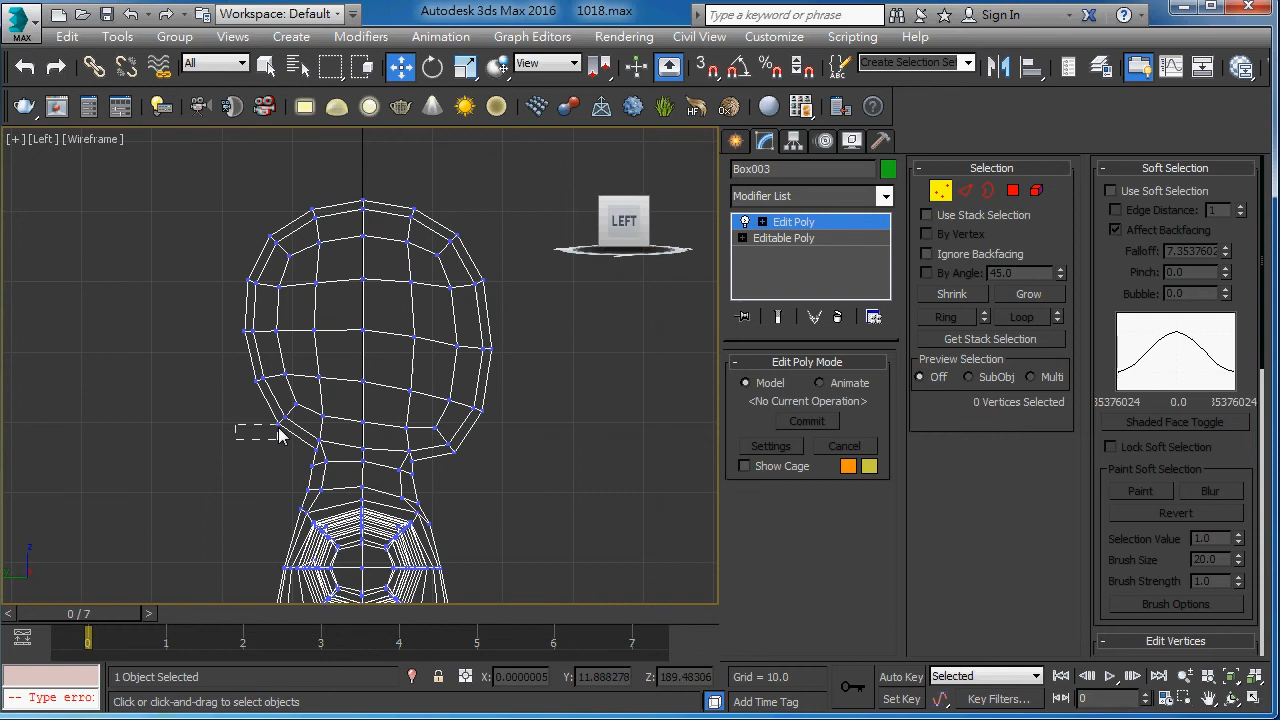 Workspace: Default
Autodesk 3ds Max 2016 1018.max
Type a keyword or phrase
Sign In
MAX
Edit Tools Group Views Create Modifiers Animation Graph Editors Rendering Civil View Customize Scripting Help
All
View
3
Create Selection Se
[+] [Left] [Wireframe]
LEFT
Box003
Modifier List
Edit Poly
Editable Poly
Edit Poly Mode
Model
Animate
<No Current Operation>
Commit
Settings
Cancel
Show Cage
Selection
Use Stack Selection
By Vertex
Ignore Backfacing
By Angle: 45.0
Shrink
Grow
Ring
Loop
Get Stack Selection
Preview Selection
Off
SubObj
Multi
0 Vertices Selected
Soft Selection
Use Soft Selection
Edge Distance: 1
Affect Backfacing
Falloff: 7.3537602
Pinch: 0.0
Bubble: 0.0
35376024 0.0 35376024
Shaded Face Toggle
Lock Soft Selection
Paint Soft Selection
Paint
Blur
Revert
Selection Value 1.0
Brush Size 20.0
Brush Strength 1.0
Brush Options
Edit Vertices
z
x
y
< 0 / 7 >
0 1 2 3 4 5 6 7
1 Object Selected
X: 0.0000005
Y: 11.888278
Z: 189.48306
Grid = 10.0
Auto Key
Selected
-- Type erro:
Click or click-and-drag to select objects
Add Time Tag
Set Key
Key Filters...
0